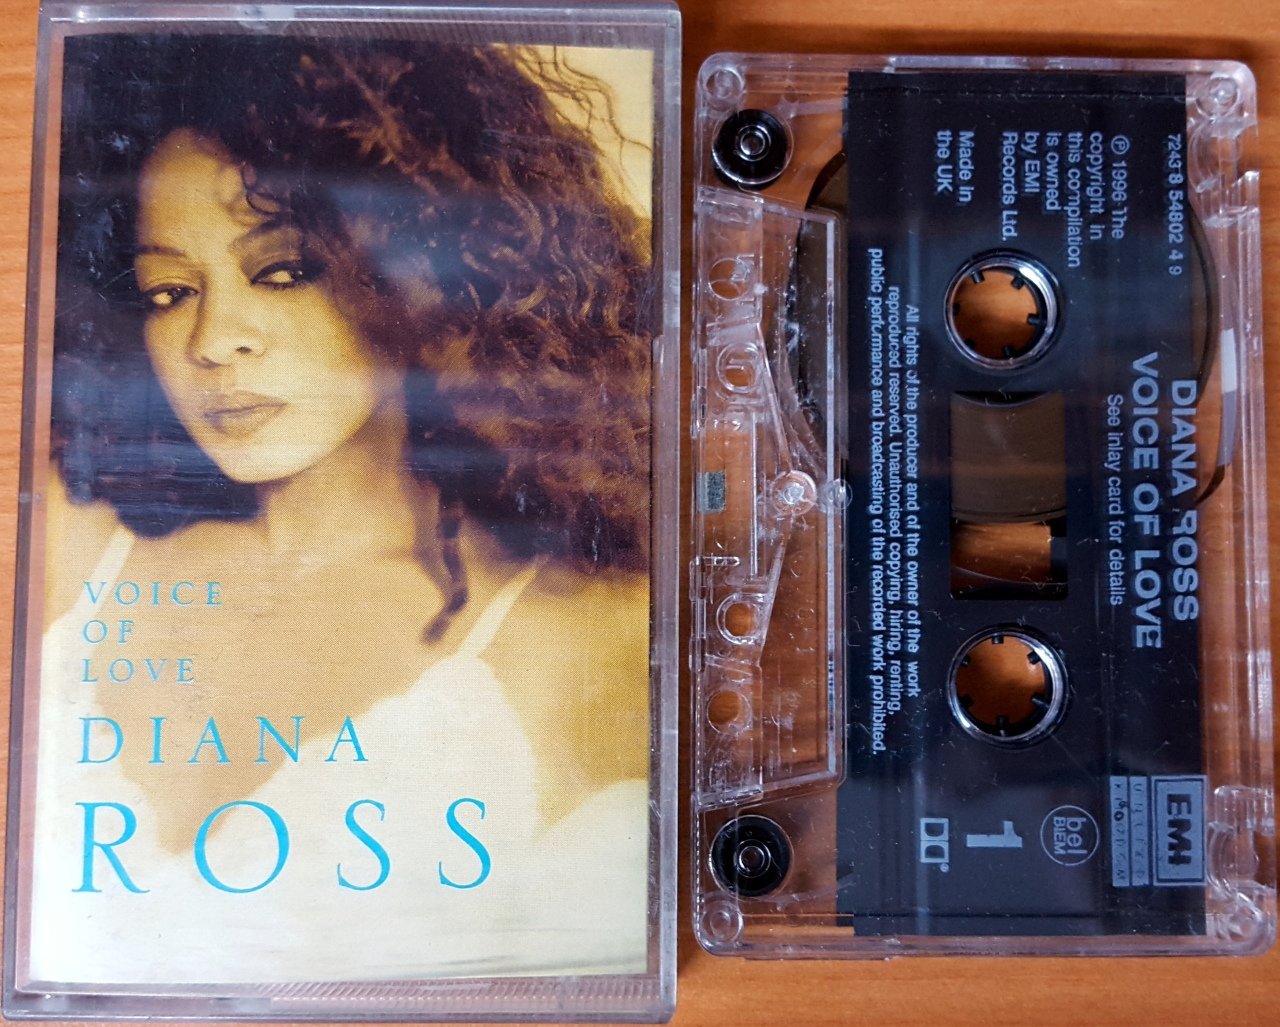 VOICE
OF
LOVE
DIANA
ROSS
7243 8 54602 4 9
℗ 1996 The
copyright in
this compilation
is owned
by EMI
Records Ltd.
Made in
the UK
DIANA ROSS
VOICE OF LOVE
See inlay card for details
All rights of the producer and of the owner of the work
reproduced reserved. Unauthorised copying, hiring, renting,
public performance and broadcasting of the recorded work prohibited.
EMI
UNITED
KINGDOM
bel
BIEM
1